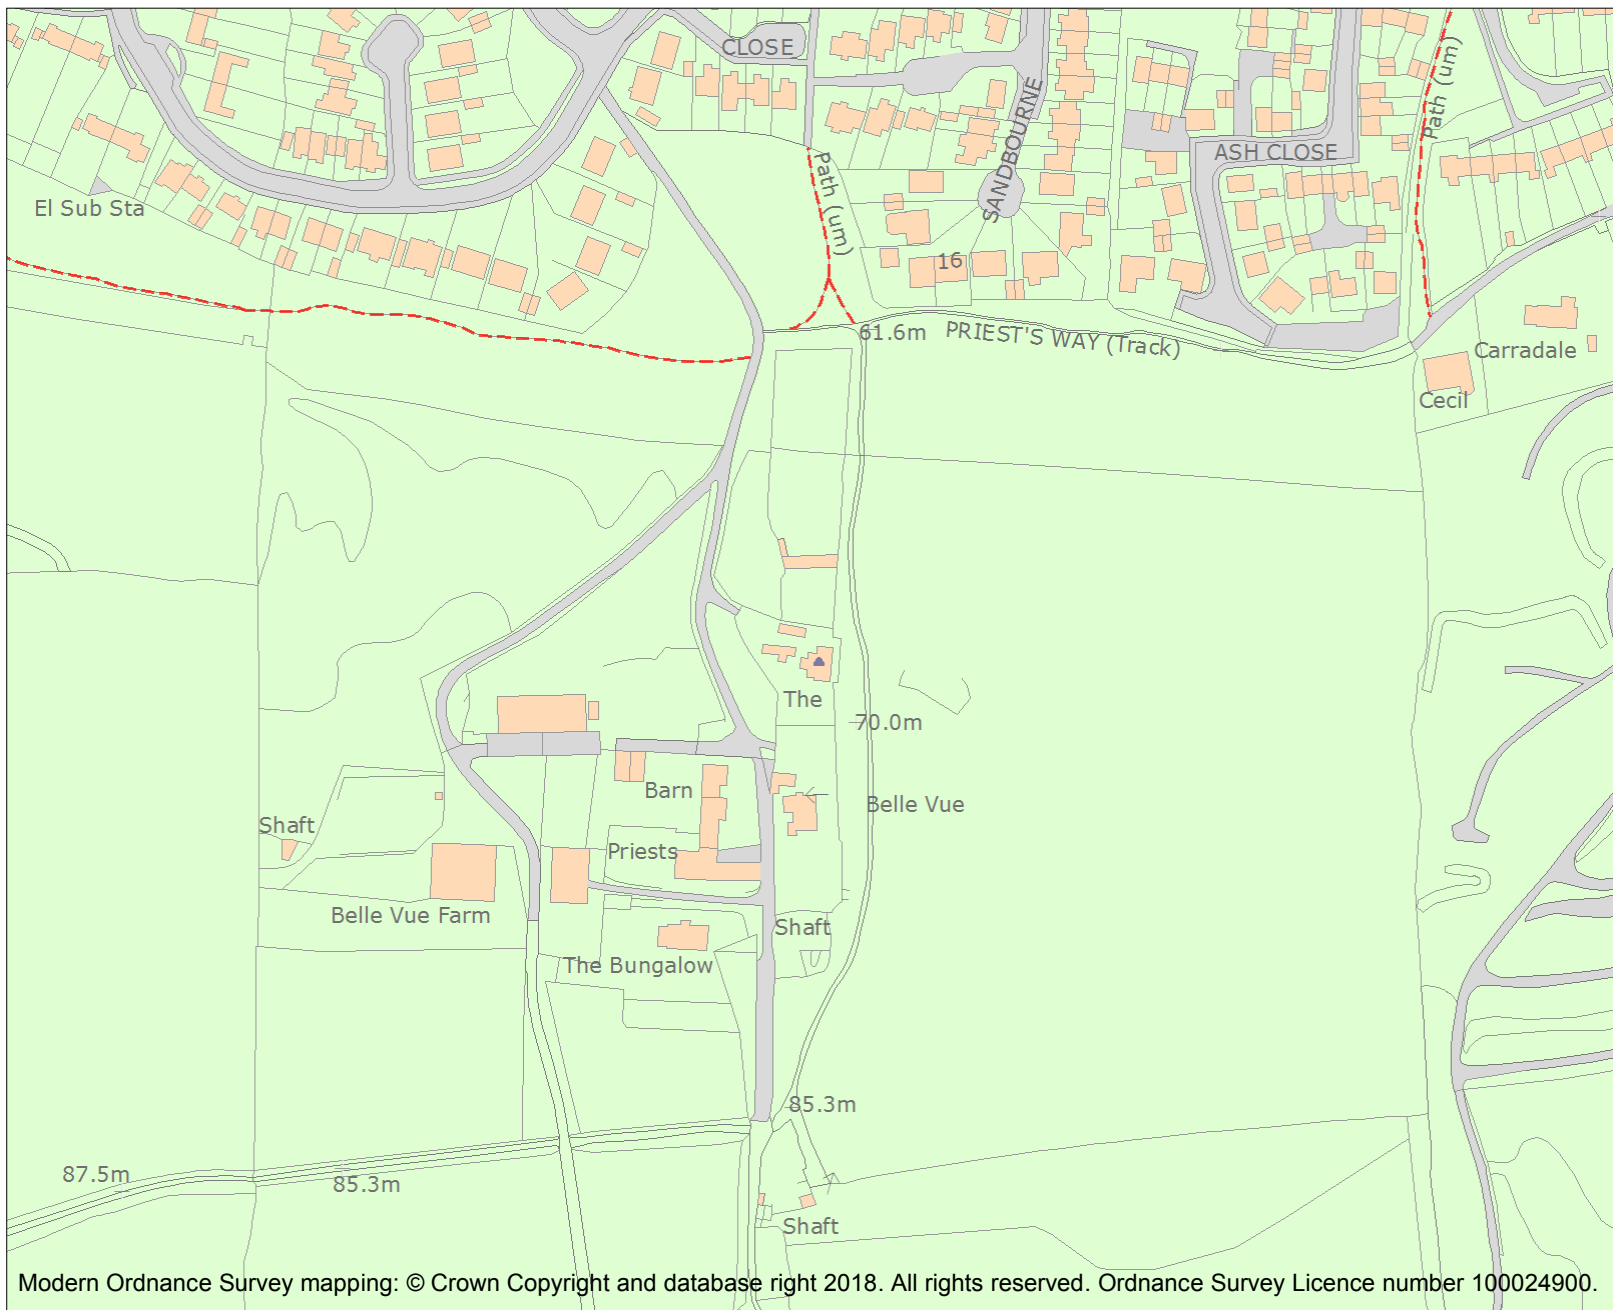 CLOSE
Path (um)
SANDBOURNE
ASH CLOSE
Path (um)
El Sub Sta
16
61.6m
PRIEST'S WAY (Track)
Carradale
Cecil
The
70.0m
Barn
Belle Vue
Shaft
Priests
Belle Vue Farm
Shaft
The Bungalow
85.3m
87.5m
85.3m
Shaft
Modern Ordnance Survey mapping: © Crown Copyright and database right 2018. All rights reserved. Ordnance Survey Licence number 100024900.